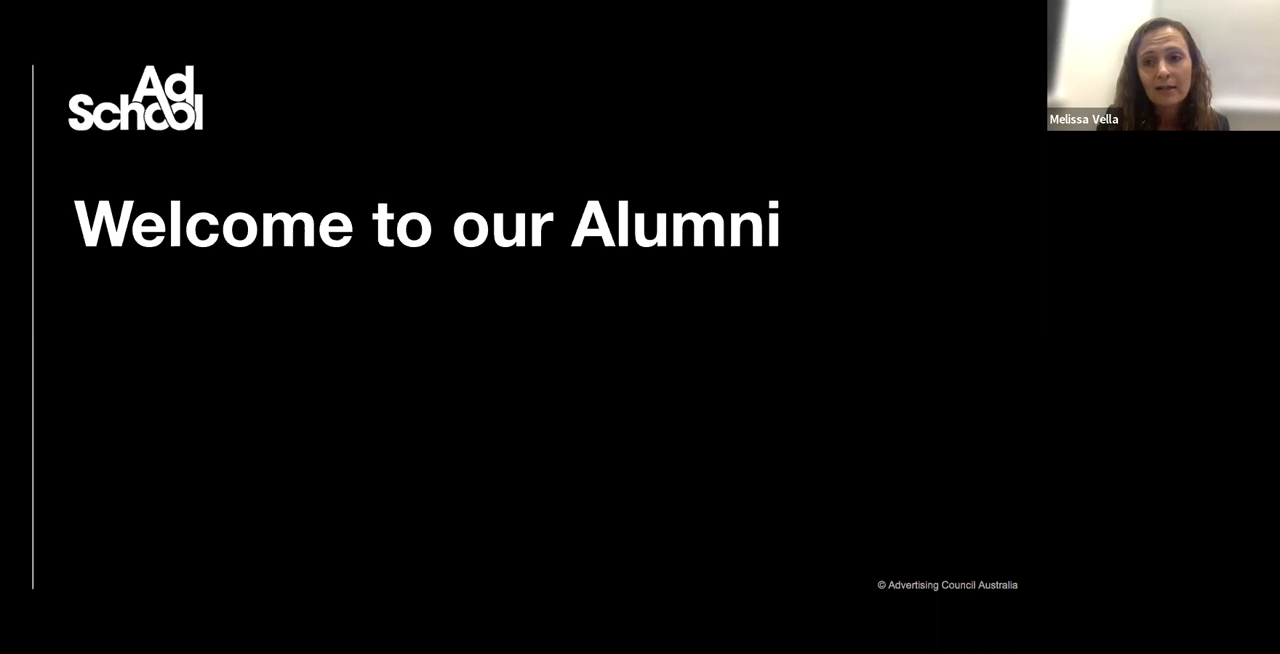 Ad
School
Welcome to our Alumni
Melissa Vella
© Advertising Council Australia